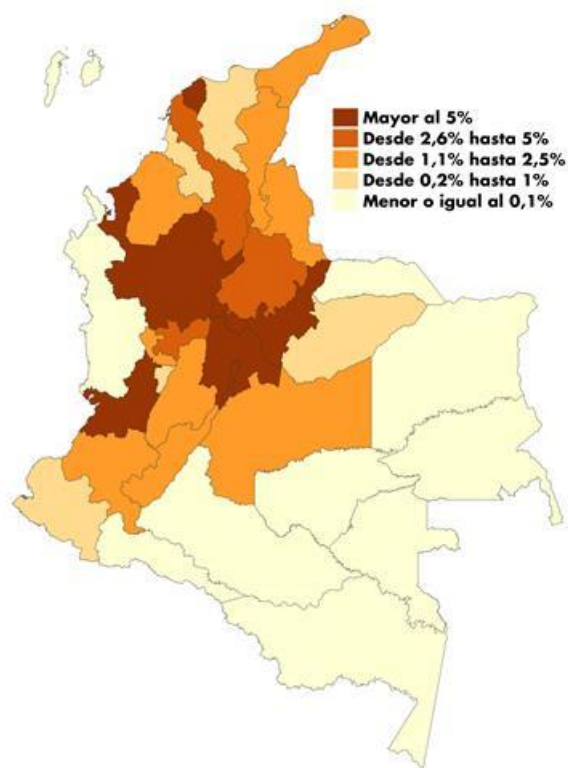 Mayor al 5%
Desde 2,6% hasta 5%
Desde 1,1% hasta 2,5%
Desde 0,2% hasta 1%
Menor o igual al 0,1%